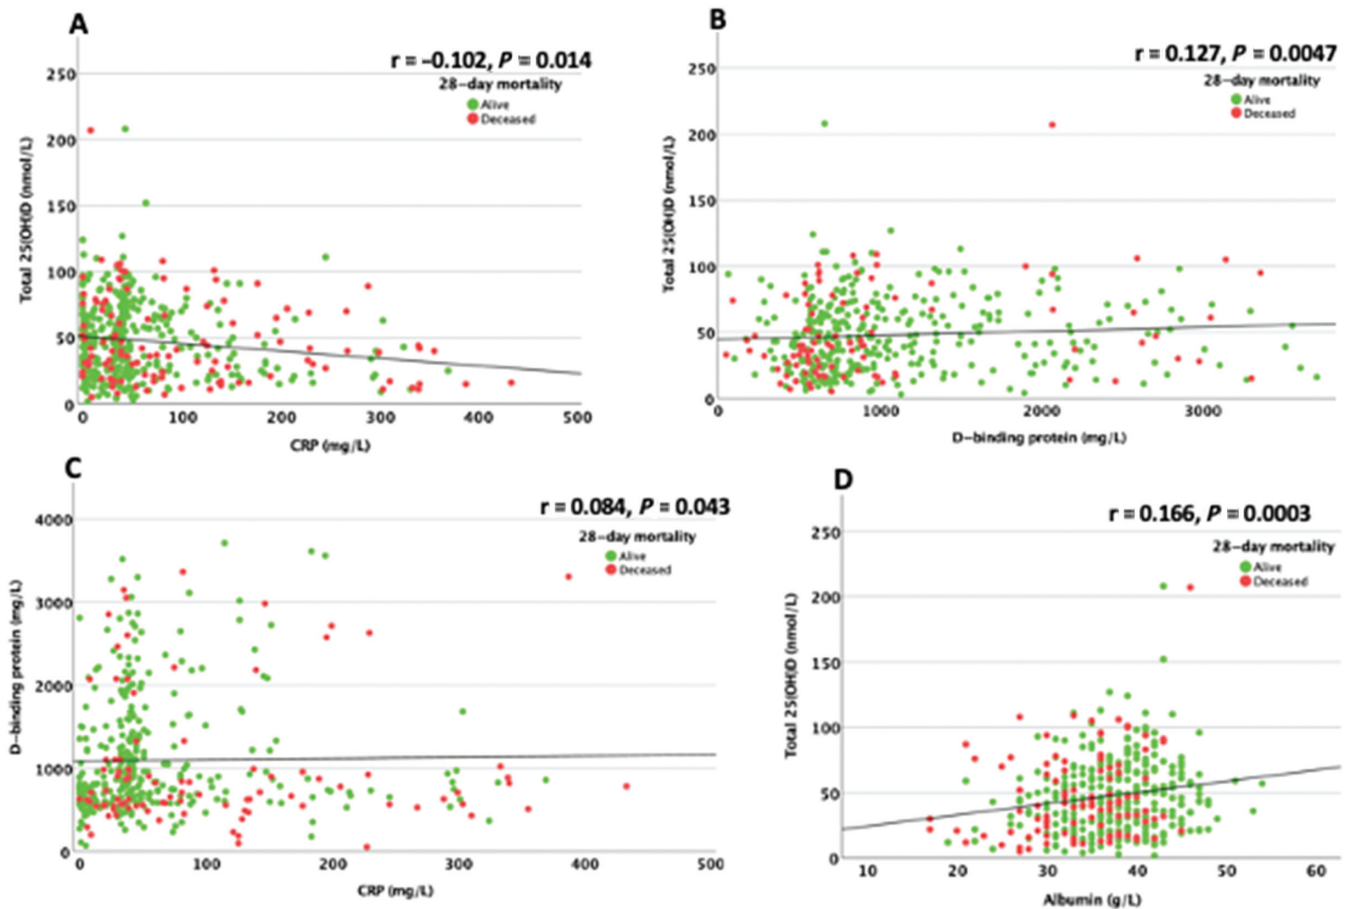 A
r = –0.102, P = 0.014
28–day mortality
Alive
Deceased
250
200
150
100
50
0
Total 25(OH)D (nmol/L)
0 100 200 300 400 500
CRP (mg/L)
B
r = 0.127, P = 0.0047
28–day mortality
Alive
Deceased
250
200
150
100
50
0
Total 25(OH)D (nmol/L)
0 1000 2000 3000
D–binding protein (mg/L)
C
r = 0.084, P = 0.043
28–day mortality
Alive
Deceased
4000
3000
2000
1000
0
D–binding protein (mg/L)
0 100 200 300 400 500
CRP (mg/L)
D
r = 0.166, P = 0.0003
28–day mortality
Alive
Deceased
250
200
150
100
50
0
Total 25(OH)D (nmol/L)
10 20 30 40 50 60
Albumin (g/L)